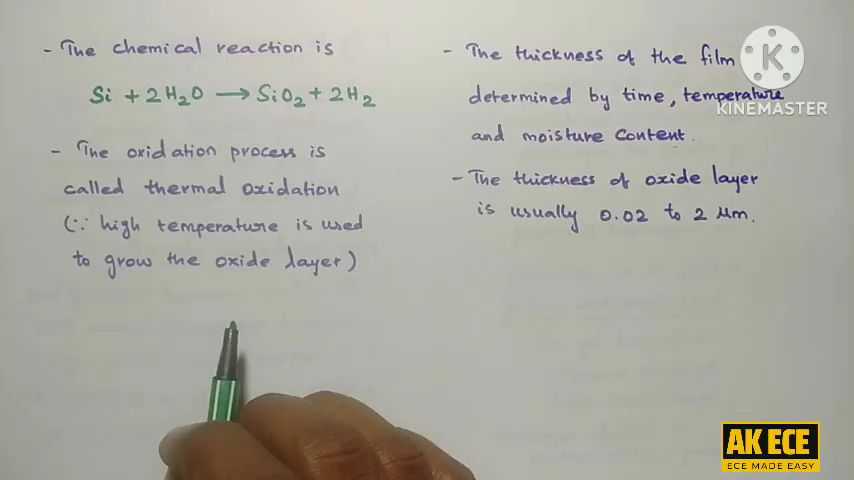 - The chemical reaction is
Si + 2H₂O ⟶ SiO₂ + 2H₂
- The oxidation process is
called thermal oxidation
(∵ high temperature is used
to grow the oxide layer)
- The thickness of the film
determined by time, temperature
and moisture content.
- The thickness of oxide layer
is usually 0.02 to 2 μm.
KINEMASTER
AK ECE
ECE MADE EASY